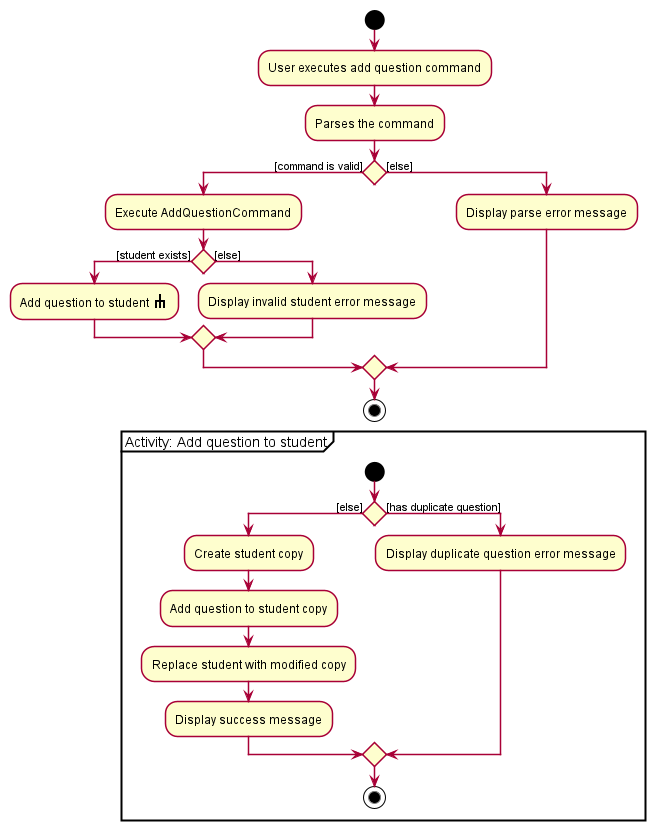 User executes add question command
Parses the command
[command is valid]
[else]
Execute AddQuestionCommand
Display parse error message
[student exists]
[else]
Add question to student
Display invalid student error message
Activity: Add question to student
[else]
[has duplicate question]
Create student copy
Display duplicate question error message
Add question to student copy
Replace student with modified copy
Display success message